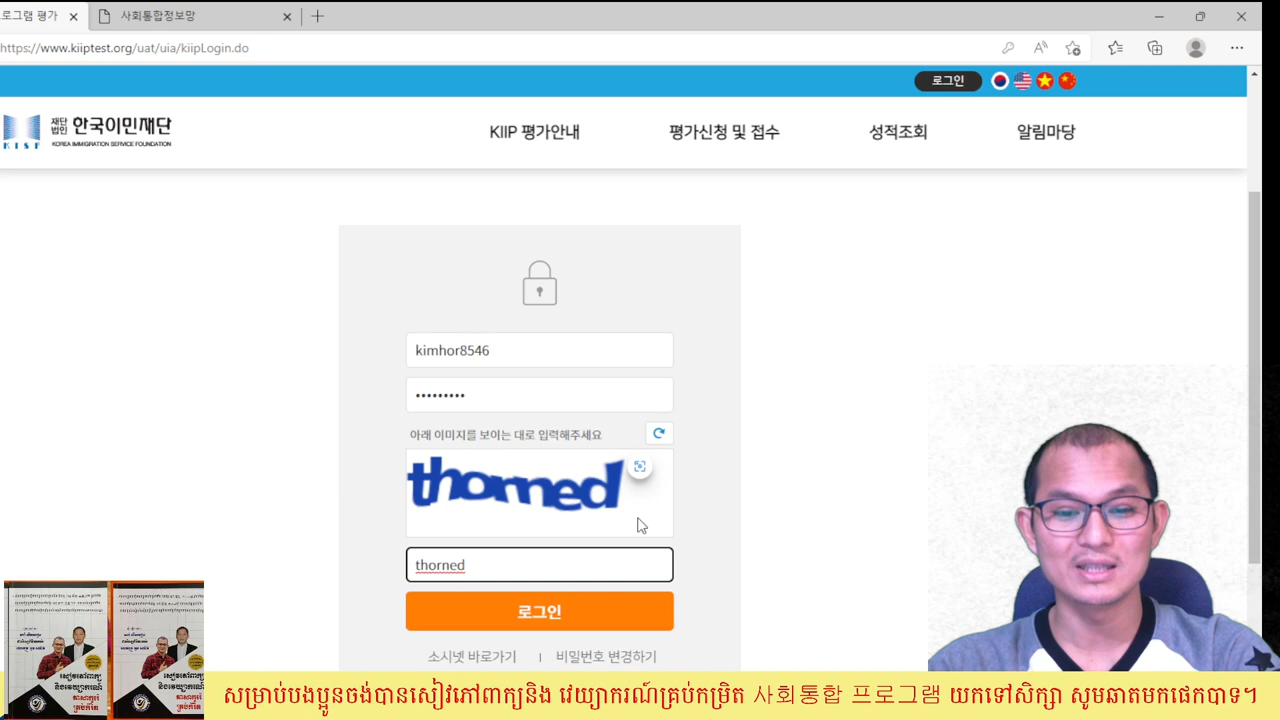 로그램 평가
사회통합정보망
https://www.kiiptest.org/uat/uia/kiipLogin.do
로그인
재단
법인 한국이민재단
KISF KOREA IMMIGRATION SERVICE FOUNDATION
KIIP 평가안내
평가신청 및 접수
성적조회
알림마당
kimhor8546
•••••••••
아래 이미지를 보이는 대로 입력해주세요
thorned
thorned
로그인
소시넷 바로가기 | 비밀번호 변경하기
សម្រាប់បងប្អូនចង់បានសៀវភៅពាក្យនិង វេយ្យាករណ៍គ្រប់កម្រិត 사회통합 프로그램 យកទៅសិក្សា សូមឆាតមកផេកបាទ។